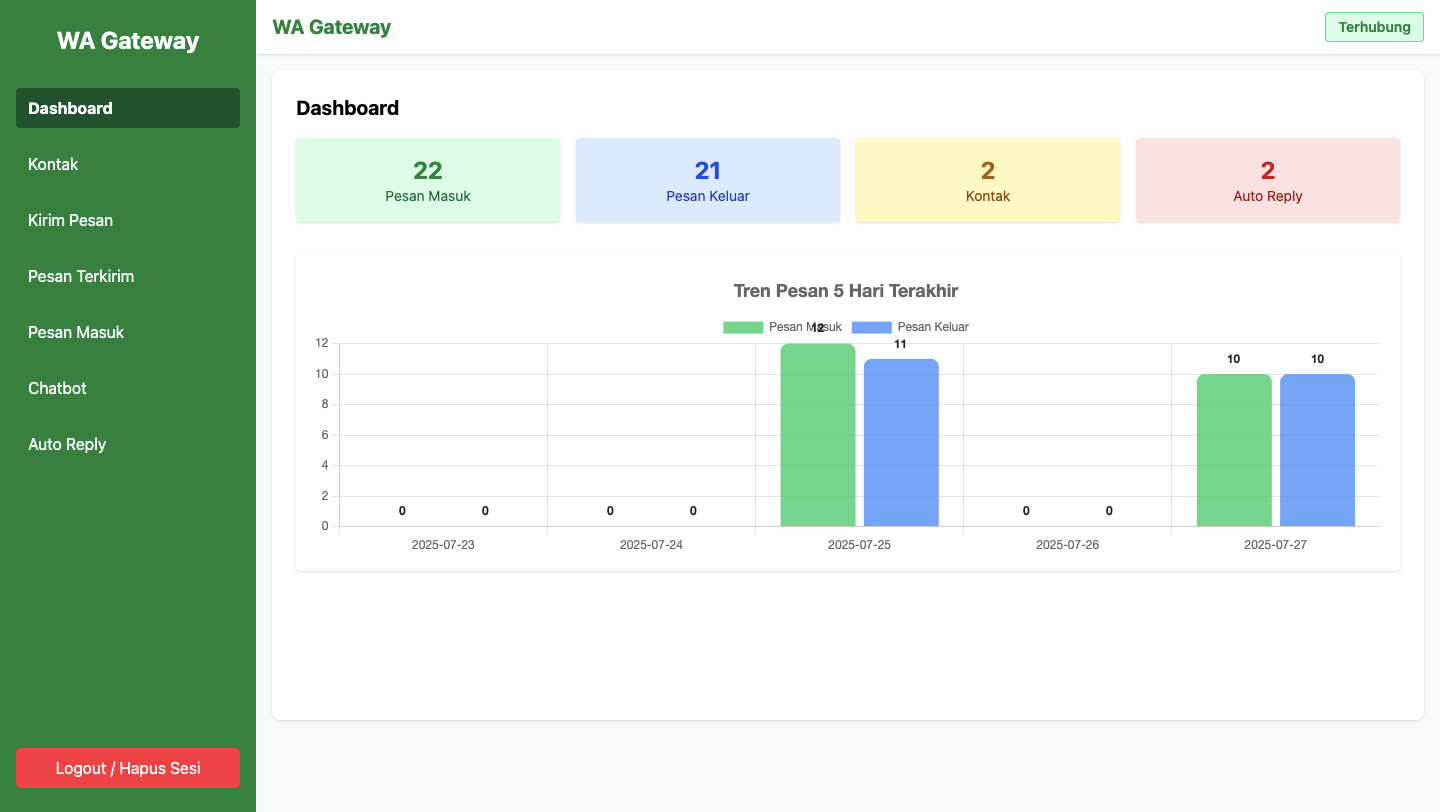 WA Gateway
Dashboard
Kontak
Kirim Pesan
Pesan Terkirim
Pesan Masuk
Chatbot
Auto Reply
Logout / Hapus Sesi
WA Gateway
Terhubung
Dashboard
22
Pesan Masuk
21
Pesan Keluar
2
Kontak
2
Auto Reply
Tren Pesan 5 Hari Terakhir
Pesan Masuk
Pesan Keluar
12
11
10
10
0
0
0
0
0
0
12
10
8
6
4
2
0
2025-07-23
2025-07-24
2025-07-25
2025-07-26
2025-07-27